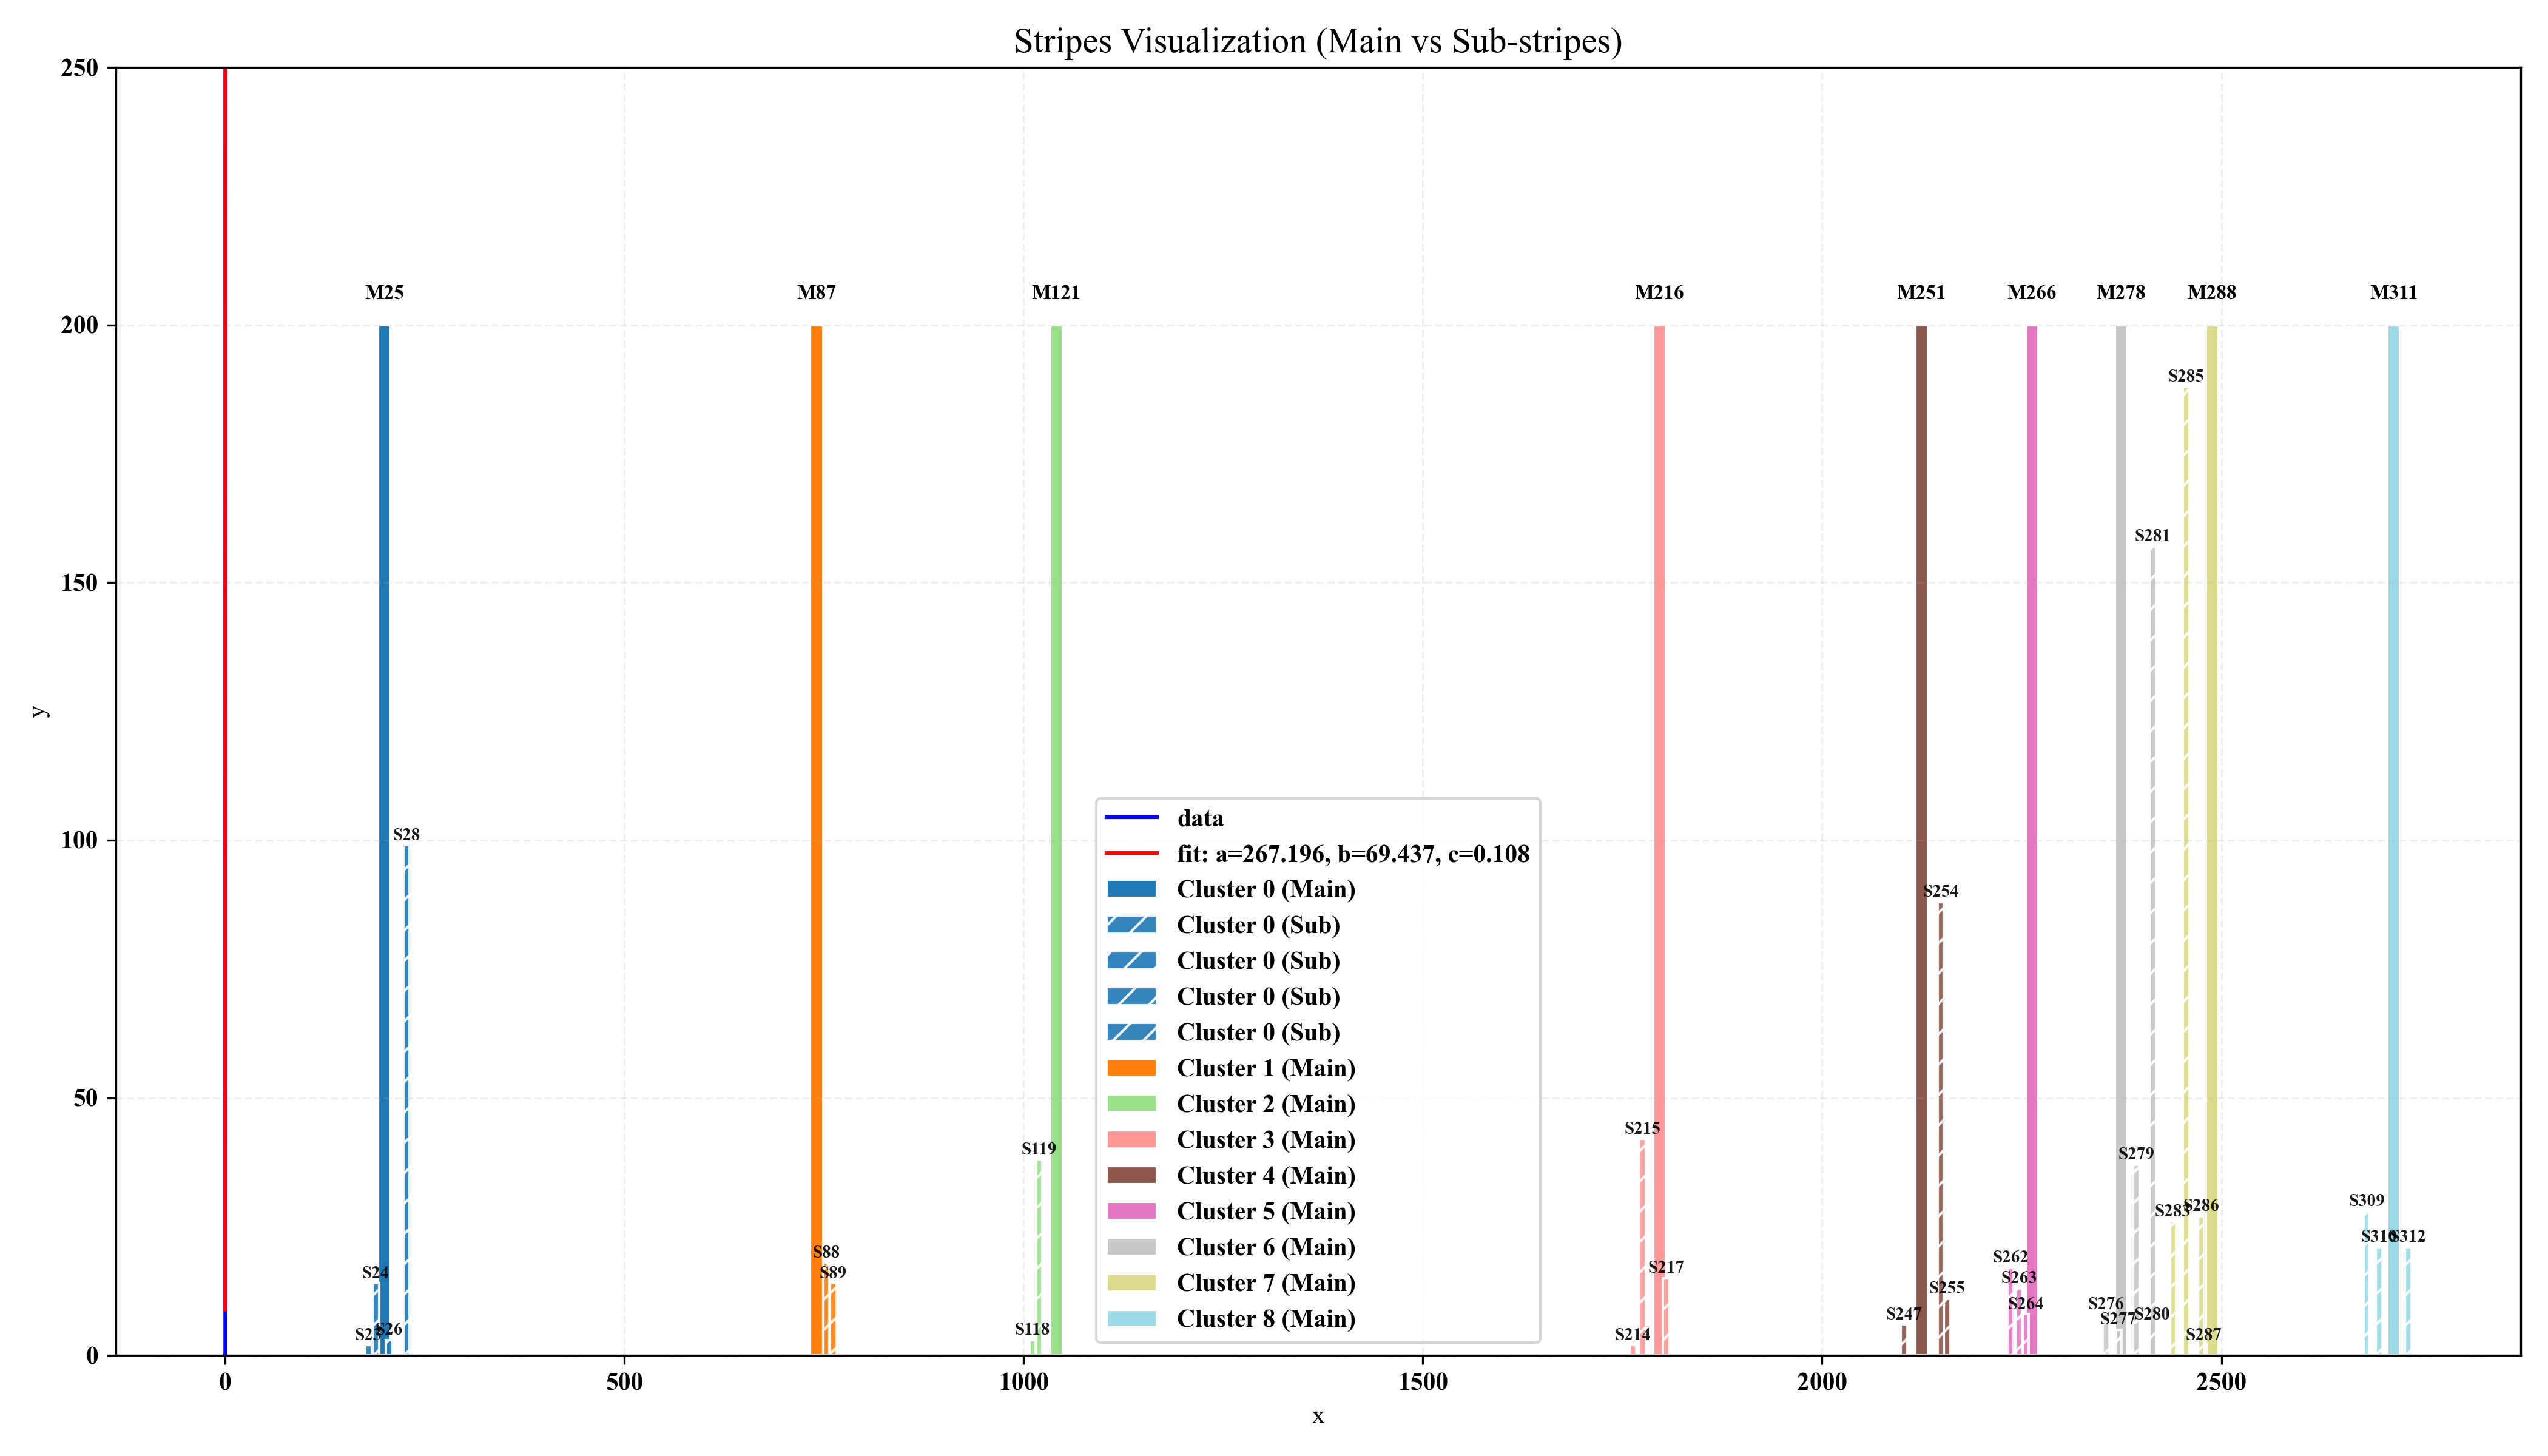 Stripes Visualization (Main vs Sub-stripes)
250
200
150
100
50
0
y
M25
M87
M121
M216
M251
M266
M278
M288
M311
S285
S281
S28
S254
S215
S119
S279
S309
S286
S283
S310
S312
S88
S262
S217
S24
S89
S263
S255
S276
S264
S247
S280
S277
S23
S26
S118
S214
S287
data
fit: a=267.196, b=69.437, c=0.108
Cluster 0 (Main)
Cluster 0 (Sub)
Cluster 0 (Sub)
Cluster 0 (Sub)
Cluster 0 (Sub)
Cluster 1 (Main)
Cluster 2 (Main)
Cluster 3 (Main)
Cluster 4 (Main)
Cluster 5 (Main)
Cluster 6 (Main)
Cluster 7 (Main)
Cluster 8 (Main)
0
500
1000
1500
2000
2500
x